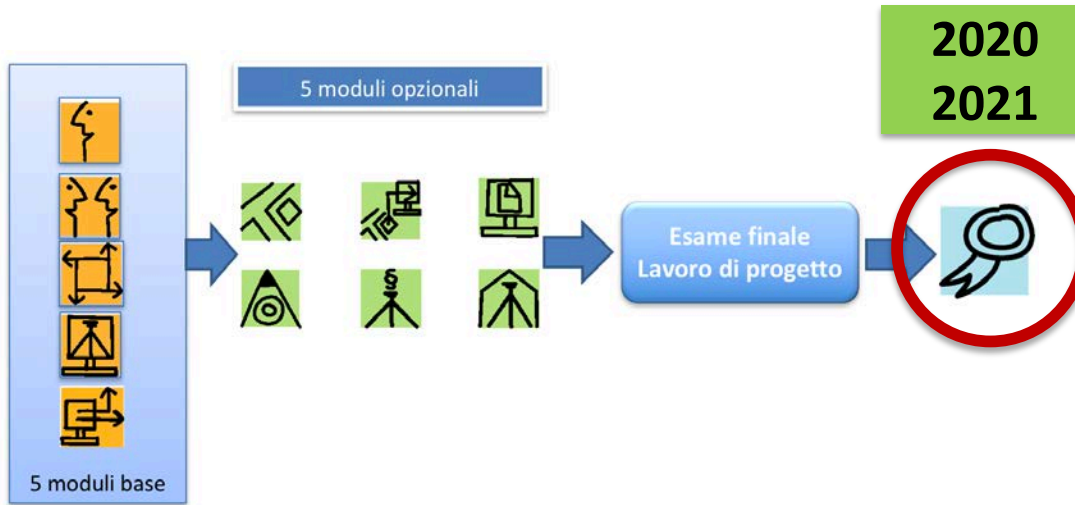 5 moduli opzionali
2020
2021
§
Esame finale
Lavoro di progetto
5 moduli base